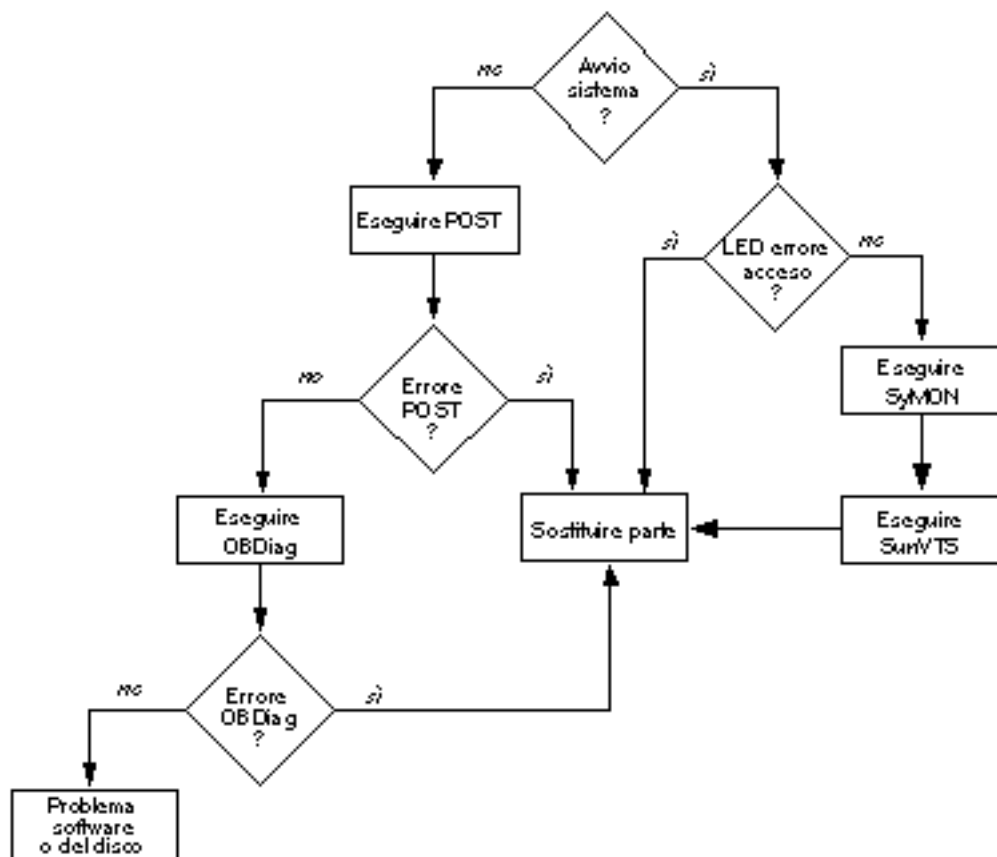 Avvio
sistema
?
no
sì
Eseguire POST
LED errore
acceso
?
sì
no
Errore
POST
?
no
sì
Eseguire
SyMON
Eseguire
OBDiag
Sostituire parte
Eseguire
SunVTS
Errore
OBDiag
?
no
sì
Problema
software
o del disco